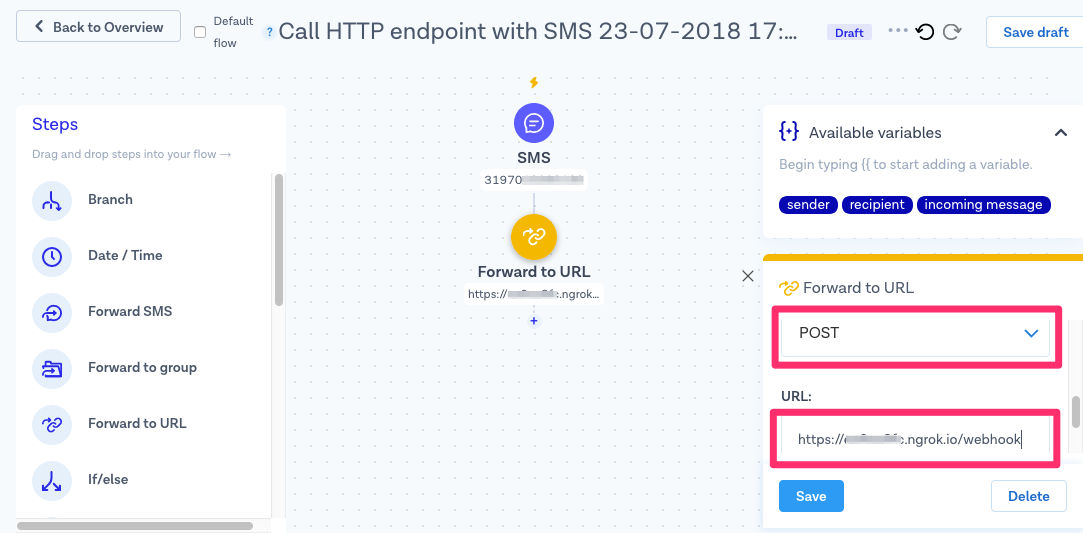 Back to Overview
Default flow
?
Call HTTP endpoint with SMS 23-07-2018 17:...
Draft
Save draft
Steps
Drag and drop steps into your flow →
Branch
Date / Time
Forward SMS
Forward to group
Forward to URL
If/else
SMS
31970
Forward to URL
https://
c.ngrok...
+
Available variables
Begin typing {{ to start adding a variable.
sender
recipient
incoming message
Forward to URL
POST
URL:
https://
c.ngrok.io/webhook
Save
Delete